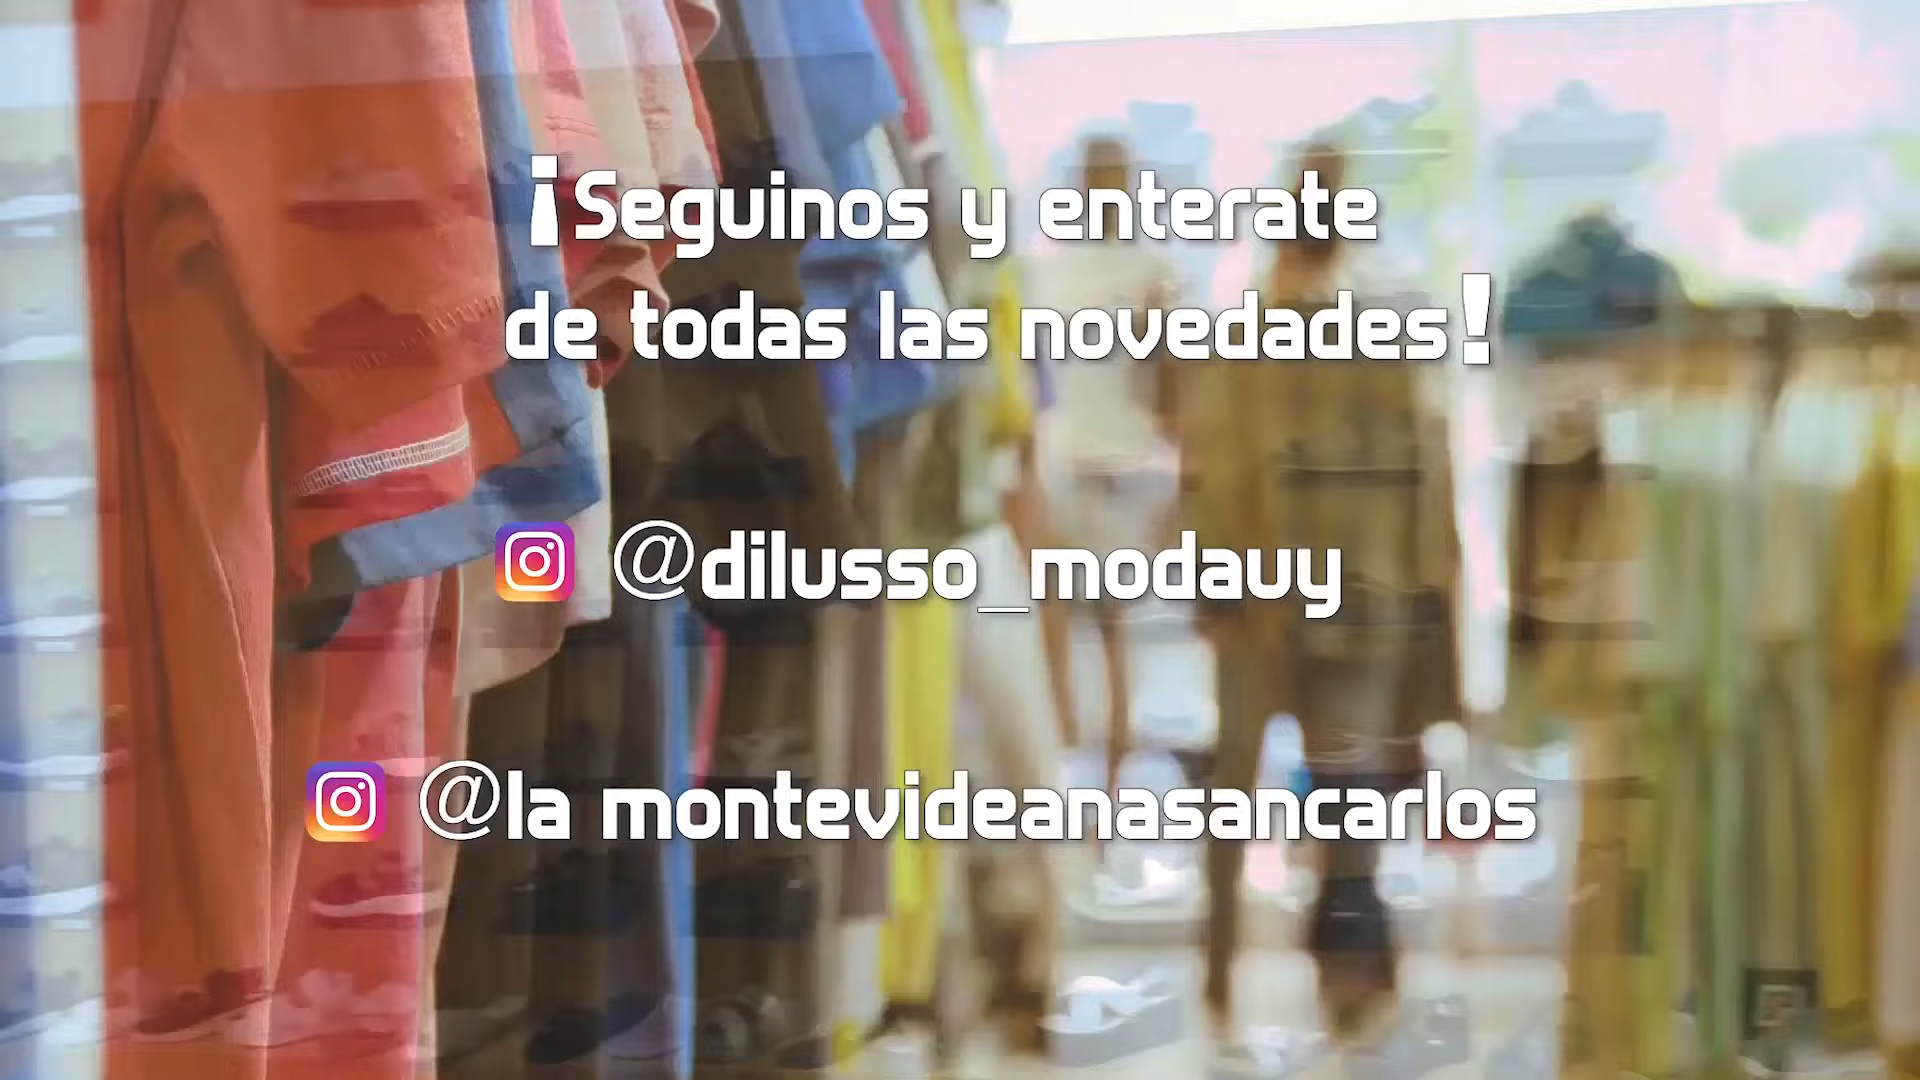 ¡Seguinos y enterate
de todas las novedades!
@dilusso_modauy
@la montevideanasancarlos